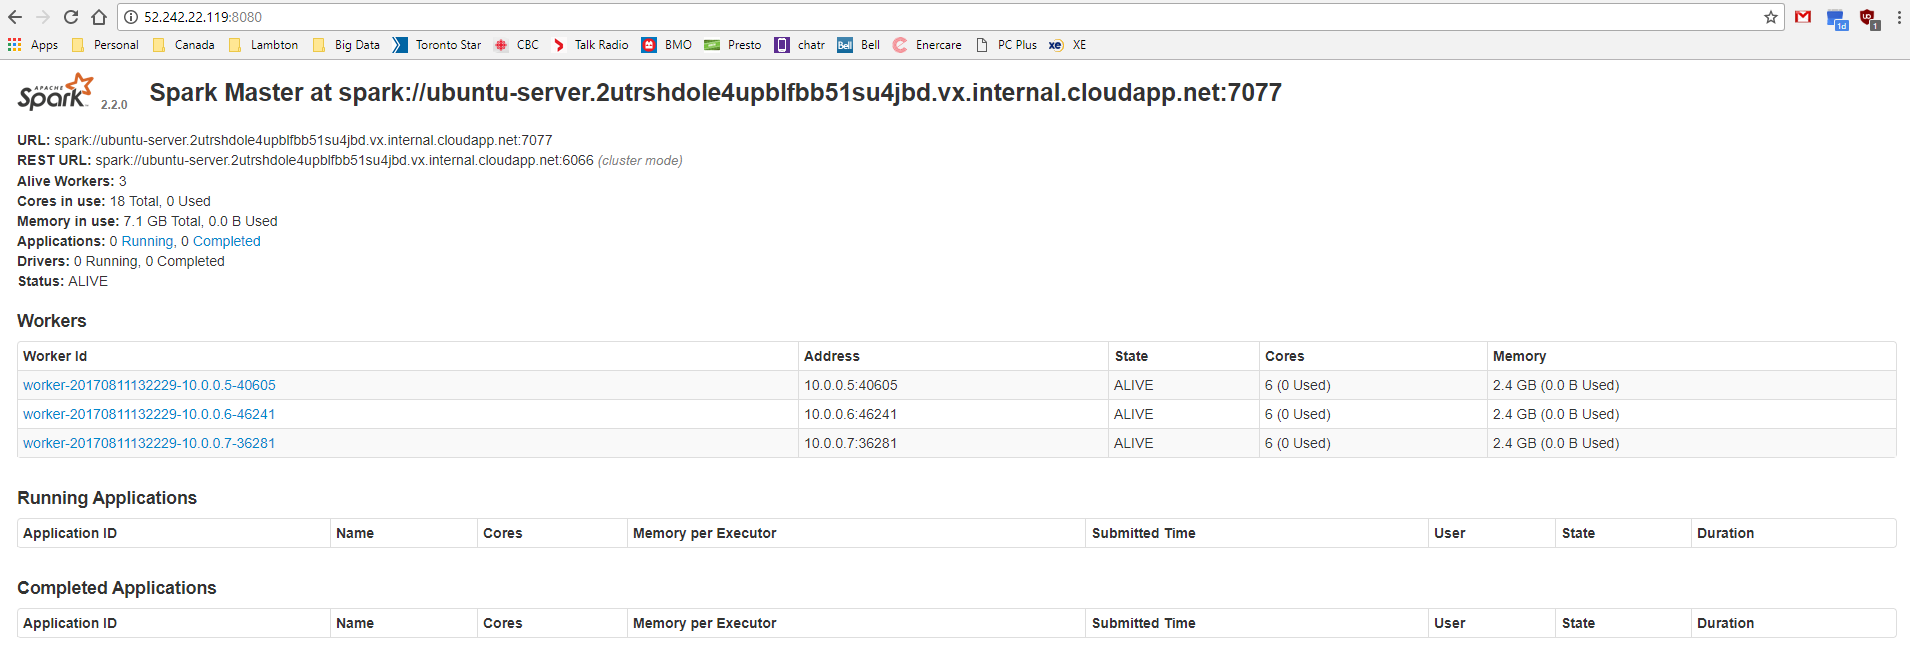 52.242.22.119:8080
Apps Personal Canada Lambton Big Data Toronto Star CBC Talk Radio BMO Presto chatr Bell Bell Enercare PC Plus xe XE
1d 1
APACHE Spark 2.2.0 Spark Master at spark://ubuntu-server.2utrshdole4upblfbb51su4jbd.vx.internal.cloudapp.net:7077
URL: spark://ubuntu-server.2utrshdole4upblfbb51su4jbd.vx.internal.cloudapp.net:7077
REST URL: spark://ubuntu-server.2utrshdole4upblfbb51su4jbd.vx.internal.cloudapp.net:6066 (cluster mode)
Alive Workers: 3
Cores in use: 18 Total, 0 Used
Memory in use: 7.1 GB Total, 0.0 B Used
Applications: 0 Running, 0 Completed
Drivers: 0 Running, 0 Completed
Status: ALIVE
Workers
Worker Id Address State Cores Memory
worker-20170811132229-10.0.0.5-40605 10.0.0.5:40605 ALIVE 6 (0 Used) 2.4 GB (0.0 B Used)
worker-20170811132229-10.0.0.6-46241 10.0.0.6:46241 ALIVE 6 (0 Used) 2.4 GB (0.0 B Used)
worker-20170811132229-10.0.0.7-36281 10.0.0.7:36281 ALIVE 6 (0 Used) 2.4 GB (0.0 B Used)
Running Applications
Application ID Name Cores Memory per Executor Submitted Time User State Duration
Completed Applications
Application ID Name Cores Memory per Executor Submitted Time User State Duration